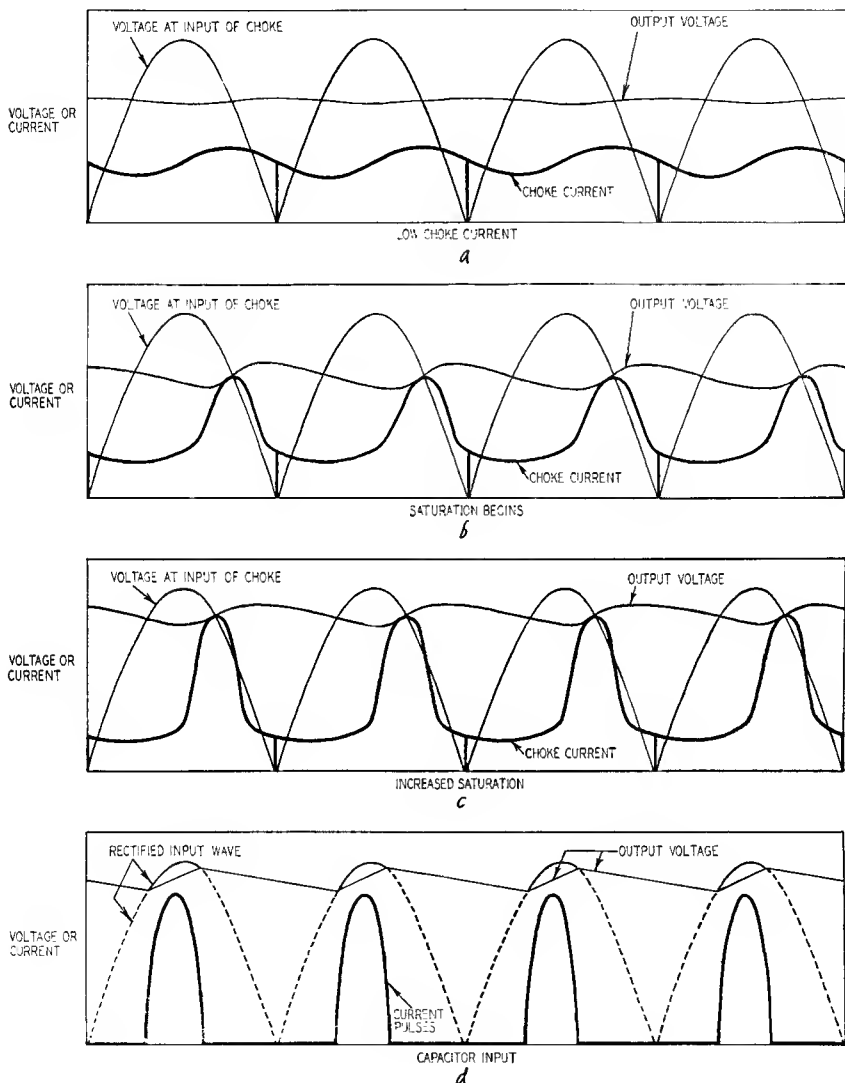 VOLTAGE AT INPUT OF CHOKE
OUTPUT VOLTAGE
VOLTAGE OR
CURRENT
CHOKE CURRENT
LOW CHOKE CURRENT
a
VOLTAGE AT INPUT OF CHOKE
OUTPUT VOLTAGE
VOLTAGE OR
CURRENT
CHOKE CURRENT
SATURATION BEGINS
b
VOLTAGE AT INPUT OF CHOKE
OUTPUT VOLTAGE
VOLTAGE OR
CURRENT
CHOKE CURRENT
INCREASED SATURATION
c
RECTIFIED INPUT WAVE
OUTPUT VOLTAGE
VOLTAGE OR
CURRENT
CURRENT
PULSES
CAPACITOR INPUT
d